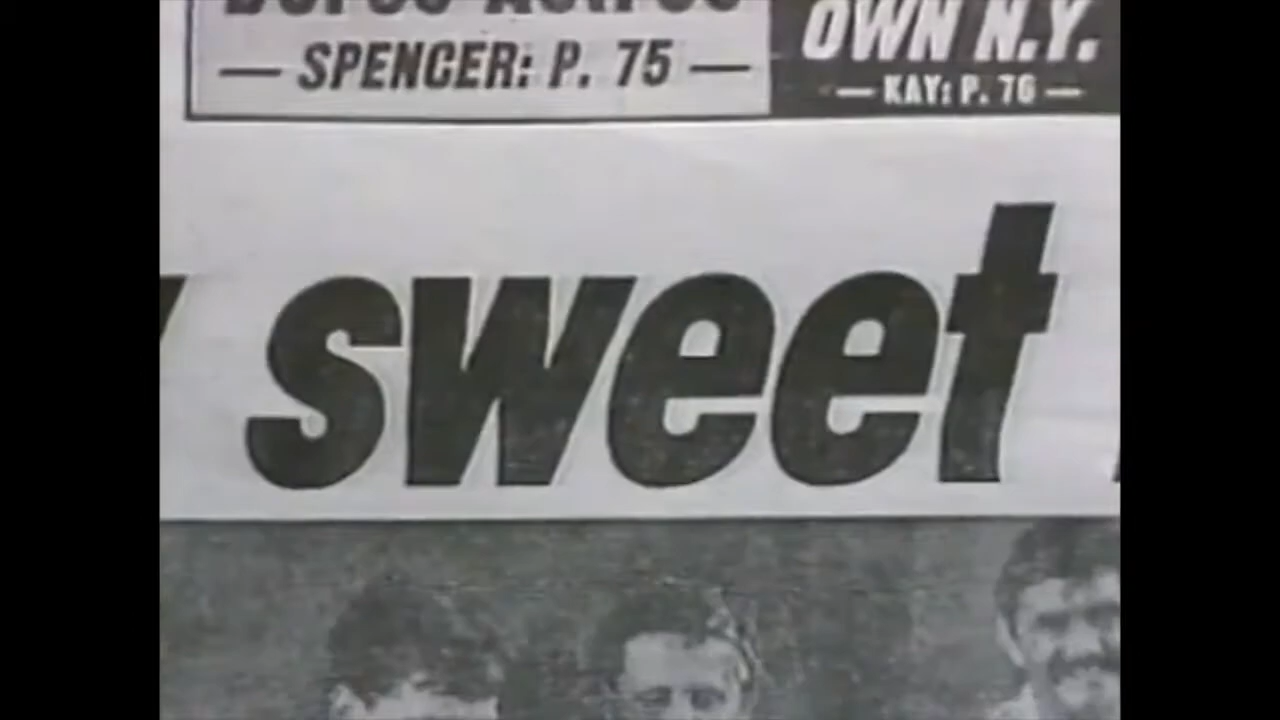 — SPENCER: P. 75 —
OWN N.Y.
— KAY: P. 76 —
sweet